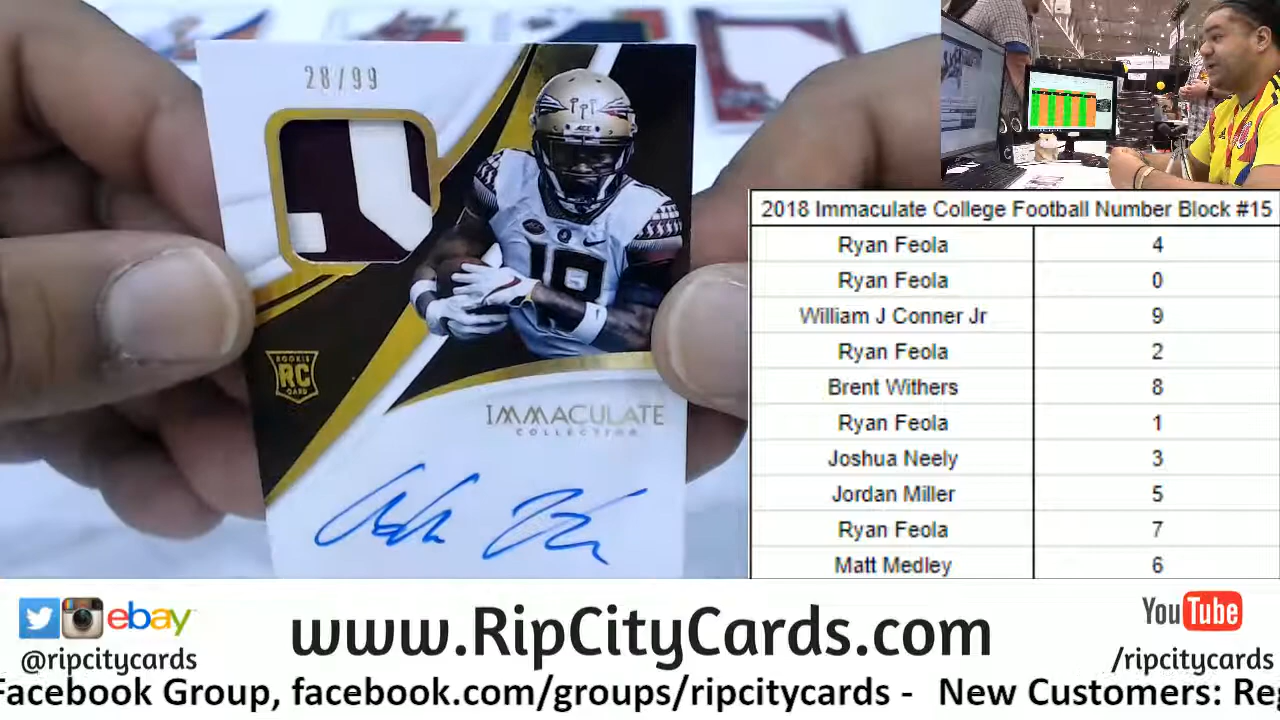 28/99
ACC
19
ROOKIE
RC
CARD
IMMACULATE
COLLECTION
2018 Immaculate College Football Number Block #15
Ryan Feola 4
Ryan Feola 0
William J Conner Jr 9
Ryan Feola 2
Brent Withers 8
Ryan Feola 1
Joshua Neely 3
Jordan Miller 5
Ryan Feola 7
Matt Medley 6
ebay
@ripcitycards
www.RipCityCards.com
YouTube
/ripcitycards
Facebook Group, facebook.com/groups/ripcitycards - New Customers: Reg